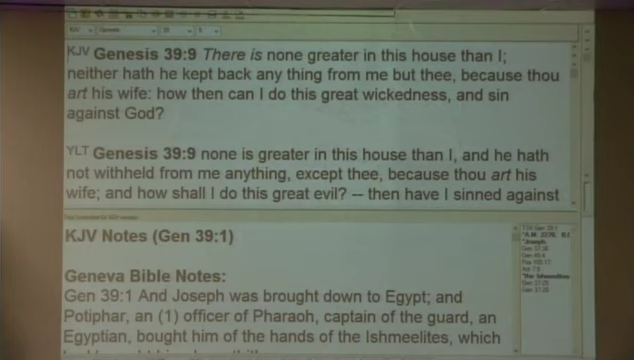 KJV Genesis 39 9
KJV Genesis 39:9 There is none greater in this house than I;
neither hath he kept back any thing from me but thee, because thou
art his wife: how then can I do this great wickedness, and sin
against God?
YLT Genesis 39:9 none is greater in this house than I, and he hath
not withheld from me anything, except thee, because thou art his
wife; and how shall I do this great evil? -- then have I sinned against
KJV Notes (Gen 39:1)
Geneva Bible Notes:
Gen 39:1 And Joseph was brought down to Egypt; and
Potiphar, an (1) officer of Pharaoh, captain of the guard, an
Egyptian, bought him of the hands of the Ishmeelites, which